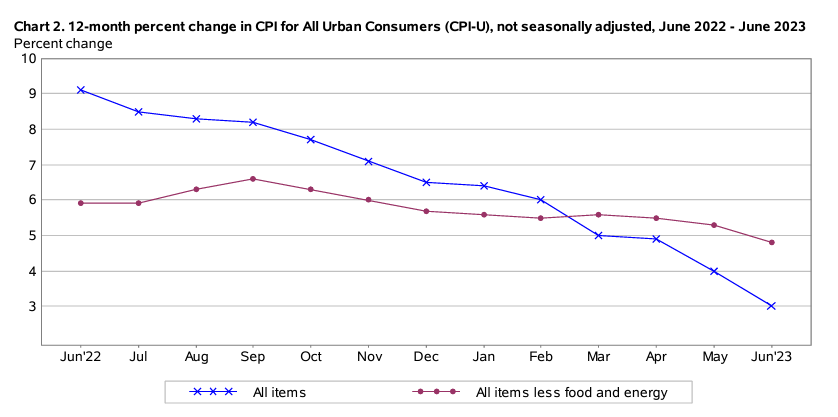 Chart 2. 12-month percent change in CPI for All Urban Consumers (CPI-U), not seasonally adjusted, June 2022 - June 2023
Percent change
10
9
8
7
6
5
4
3
Jun'22 Jul Aug Sep Oct Nov Dec Jan Feb Mar Apr May Jun'23
All items All items less food and energy